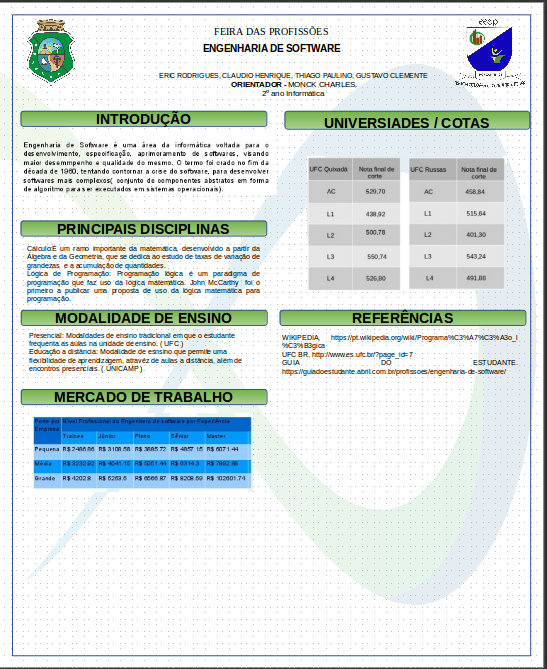 FEIRA DAS PROFISSÕES
ENGENHARIA DE SOFTWARE
ERIC RODRIGUES, CLAUDIO HENRIQUE, THIAGO PAULINO, GUSTAVO CLEMENTE
ORIENTADOR - MONCK CHARLES.
2º ano Informática
INTRODUÇÃO
Engenharia de Software é uma área da informática voltada para o
desenvolvimento, especificação, aprimoramento de softwares, visando
maior desempenho e qualidade do mesmo. O termo foi criado no fim da
década de 1960, tentando contornar a crise do software, para desenvolver
softwares mais complexos( conjunto de componentes abstratos em forma
de algoritmo para ser executados em sistemas operacionais).
PRINCIPAIS DISCIPLINAS
Cálculo:É um ramo importante da matemática, desenvolvido a partir da
Álgebra e da Geometria, que se dedica ao estudo de taxas de variação de
grandezas e a acumulação de quantidades.
Lógica de Programação: Programação lógica é um paradigma de
programação que faz uso da lógica matemática. John McCarthy foi o
primeiro a publicar uma proposta de uso da lógica matemática para
programação.
MODALIDADE DE ENSINO
Presencial: Modalidades de ensino tradicional em que o estudante
frequenta as aulas na unidade de ensino. ( UFC )
Educação a distância: Modalidade de esnsino que permite uma
flexibilidade de aprendizagem, atravéz de aulas à distância, além de
encontros presenciais. ( UNICAMP )
MERCADO DE TRABALHO
Porte por Empresa Nível Profissional do Engenheiro de software por Experiência
Trainee Júnior Pleno Sênior Master
Pequena R$ 2486.86 R$ 3108.58 R$ 3885.72 R$ 4857.15 R$ 6071.44
Média R$ 3232.92 R$ 4041.15 R$ 5051.44 R$ 6314.3 R$ 7892.88
Grande R$ 4202.8 R$ 5253.5 R$ 6566.87 R$ 8208.59 R$ 102601.74
UNIVERSIADES / COTAS
UFC Quixadá Nota final de corte
AC 529,70
L1 438,92
L2 500,78
L3 550,74
L4 526,80
UFC Russas Nota final de corte
AC 458,84
L1 515,64
L2 401,30
L3 543,24
L4 491,88
REFERÊNCIAS
WIKIPEDIA, https://pt.wikipedia.org/wiki/Programa%C3%A7%C3%A3o_l
%C3%B3gica
UFC BR, http://www.es.ufc.br/?page_id=7
GUIA DO ESTUDANTE.
https://guiadoestudante.abril.com.br/profissoes/engenharia-de-software/